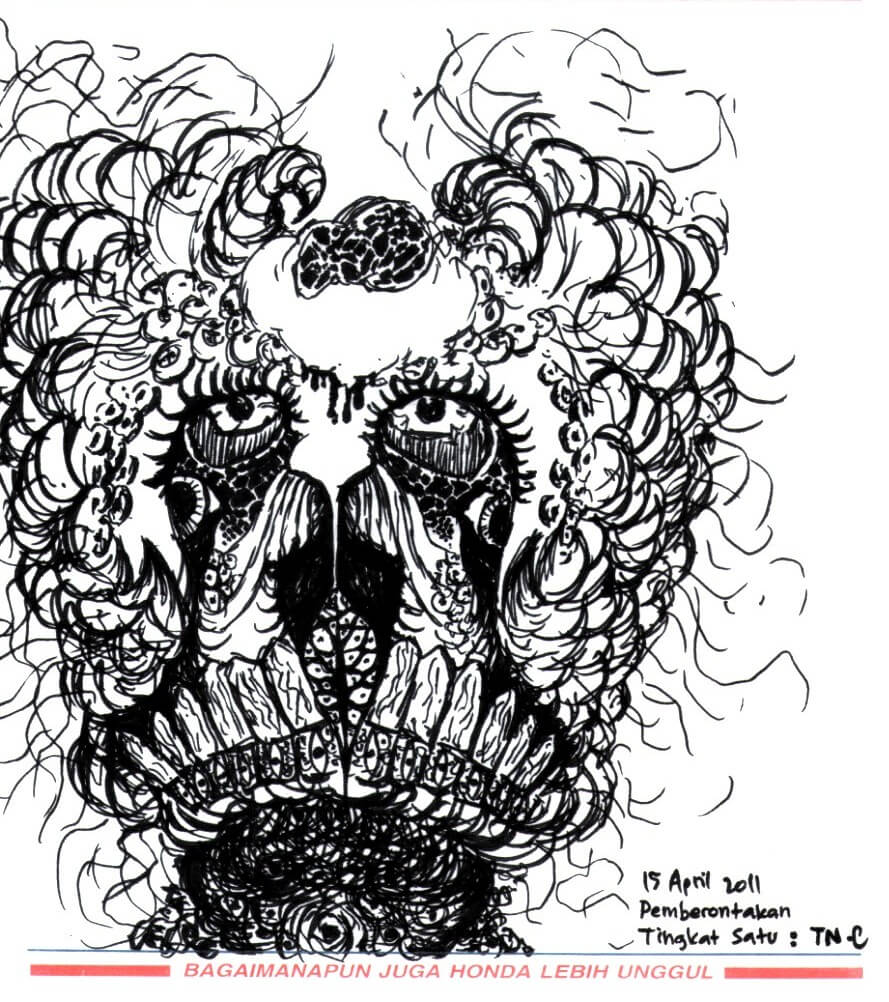 15 April 2011
Pemberontakan
Tingkat Satu : TN-C
BAGAIMANAPUN JUGA HONDA LEBIH UNGGUL